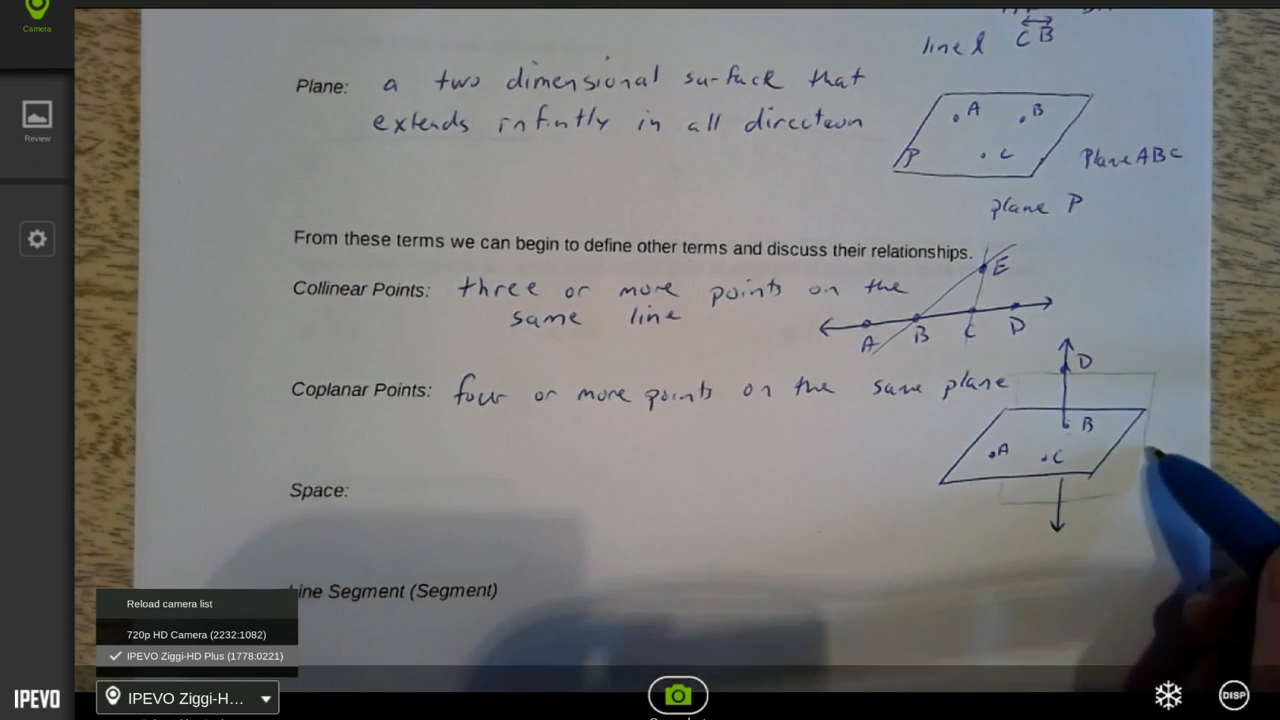 Camera
line l CB
Plane: a two dimensional surface that
extends infintly in all direction
A B
P C
Plane ABC
plane P
From these terms we can begin to define other terms and discuss their relationships.
E
Collinear Points: three or more points on the
same line
A B C D
D
Coplanar Points: four or more points on the same plane
B
A C
Space:
Line Segment (Segment)
Review
Reload camera list
720p HD Camera (2232:1082)
IPEVO Ziggi-HD Plus (1778:0221)
IPEVO
IPEVO Ziggi-H...
DISP